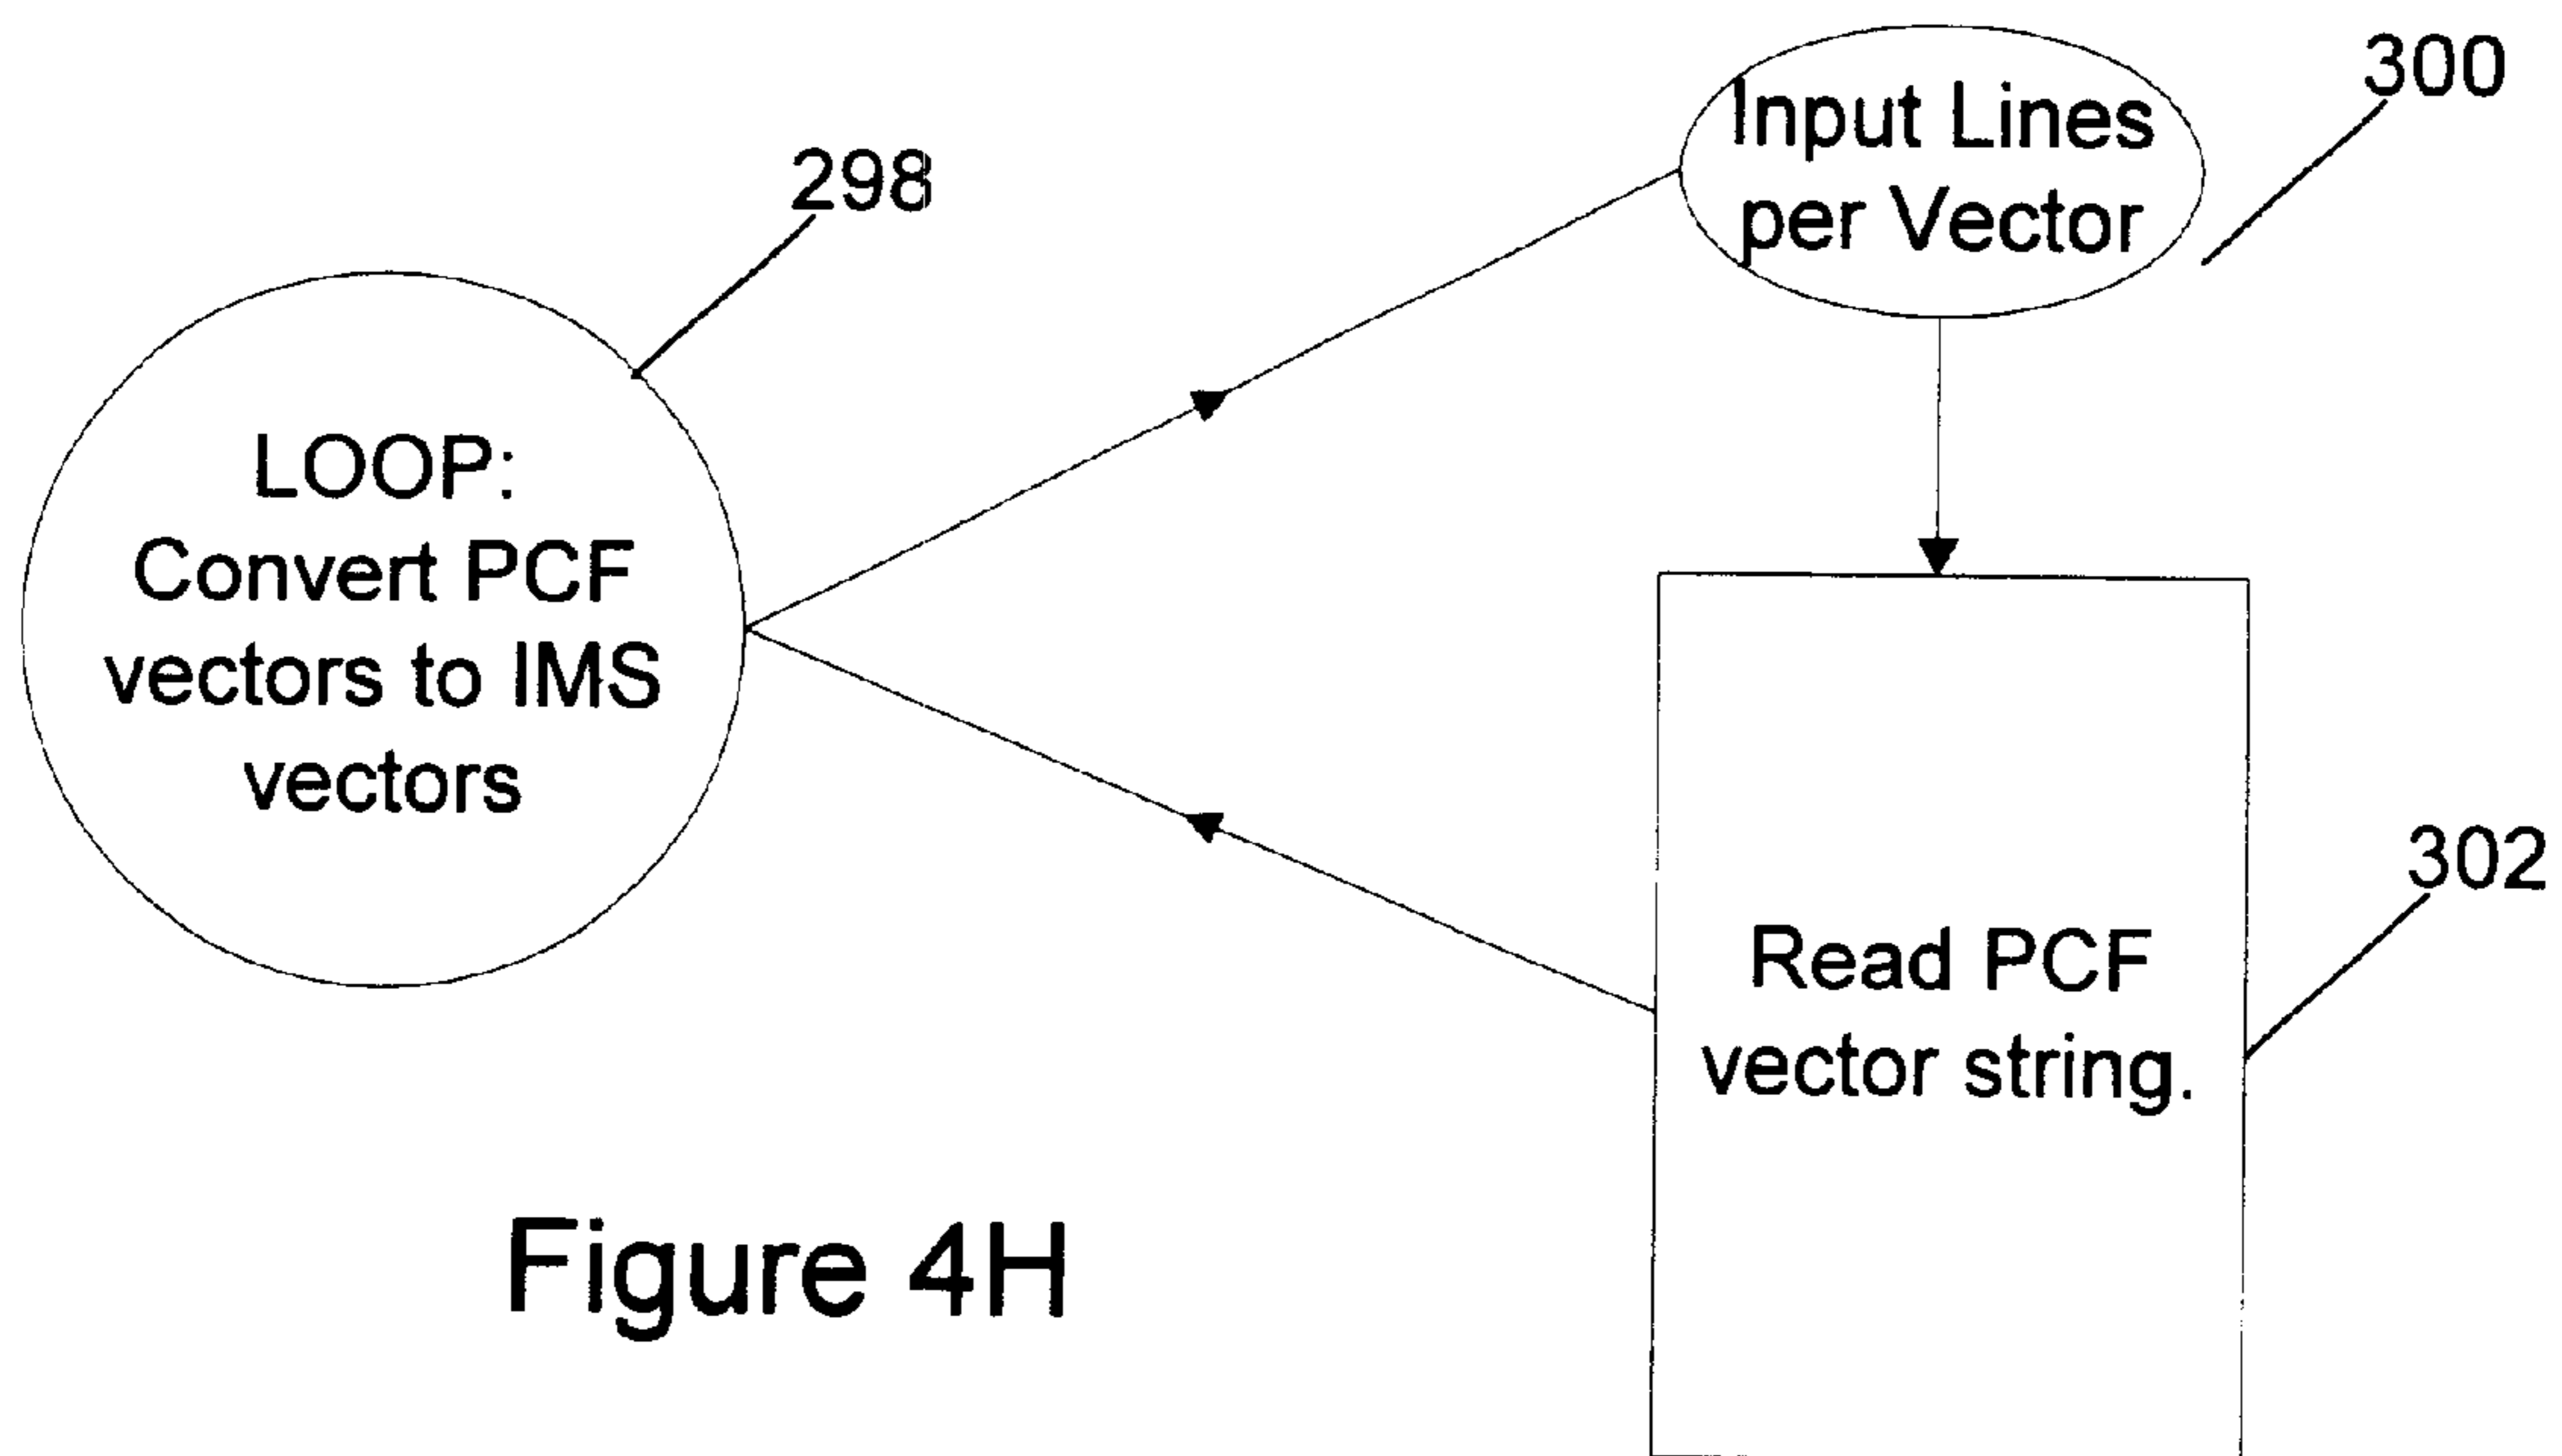 300
Input Lines
per Vector
298
LOOP:
Convert PCF
vectors to IMS
vectors
302
Read PCF
vector string.
Figure 4H